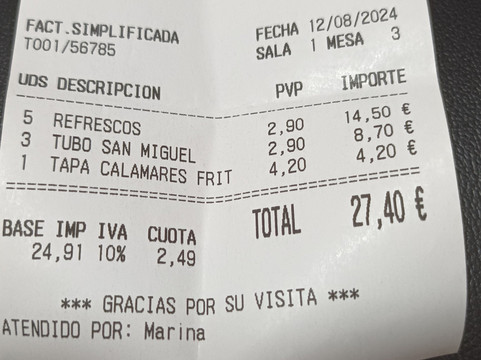 FACT.SIMPLIFICADA FECHA 12/08/2024
T001/56785 SALA 1 MESA 3
UDS DESCRIPCION PVP IMPORTE
5 REFRESCOS 2,90 14,50 €
3 TUBO SAN MIGUEL 2,90 8,70 €
1 TAPA CALAMARES FRIT 4,20 4,20 €
TOTAL 27,40 €
BASE IMP IVA CUOTA
24,91 10% 2,49
*** GRACIAS POR SU VISITA ***
ATENDIDO POR: Marina